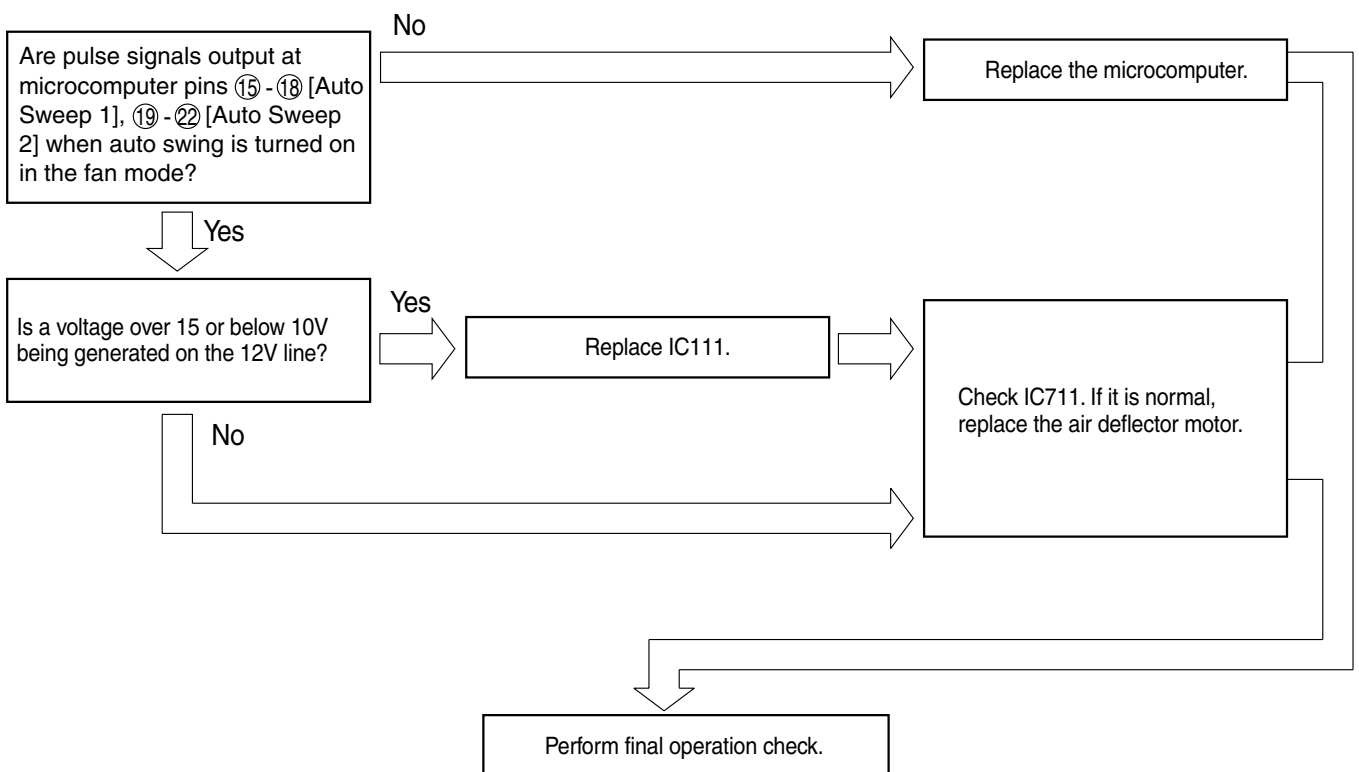 No
Are pulse signals output at
microcomputer pins ⑮ - ⑱ [Auto
Sweep 1], ⑲ - ㉒ [Auto Sweep
2] when auto swing is turned on
in the fan mode?
Replace the microcomputer.
Yes
Is a voltage over 15 or below 10V
being generated on the 12V line?
Yes
Replace IC111.
Check IC711. If it is normal,
replace the air deflector motor.
No
Perform final operation check.